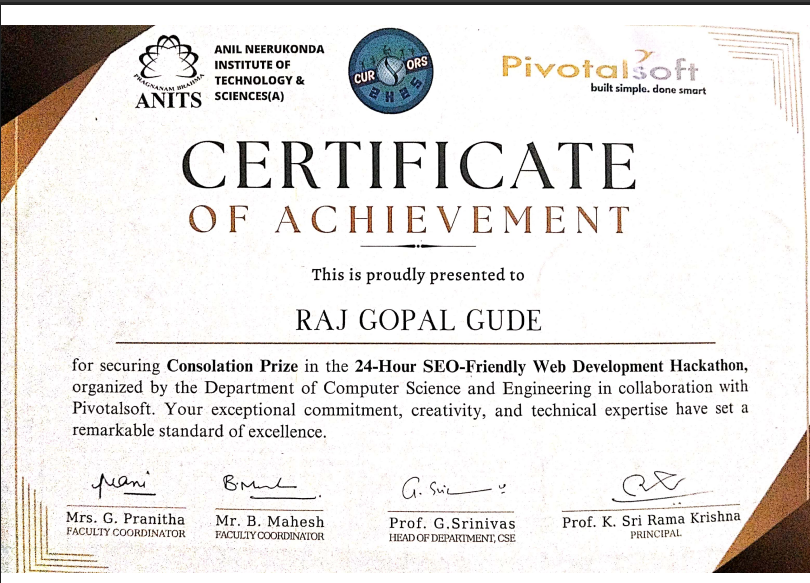 ANIL NEERUKONDA
INSTITUTE OF
TECHNOLOGY &
SCIENCES(A)
PRAGNANAM BRAHMA
ANITS
CURSORS
2K25
Pivotalsoft
built simple. done smart
CERTIFICATE
OF ACHIEVEMENT
This is proudly presented to
RAJ GOPAL GUDE
for securing Consolation Prize in the 24-Hour SEO-Friendly Web Development Hackathon,
organized by the Department of Computer Science and Engineering in collaboration with
Pivotalsoft. Your exceptional commitment, creativity, and technical expertise have set a
remarkable standard of excellence.
Mrs. G. Pranitha
FACULTY COORDINATOR
Mr. B. Mahesh
FACULTY COORDINATOR
G. Sri
Prof. G.Srinivas
HEAD OF DEPARTMENT, CSE
Prof. K. Sri Rama Krishna
PRINCIPAL